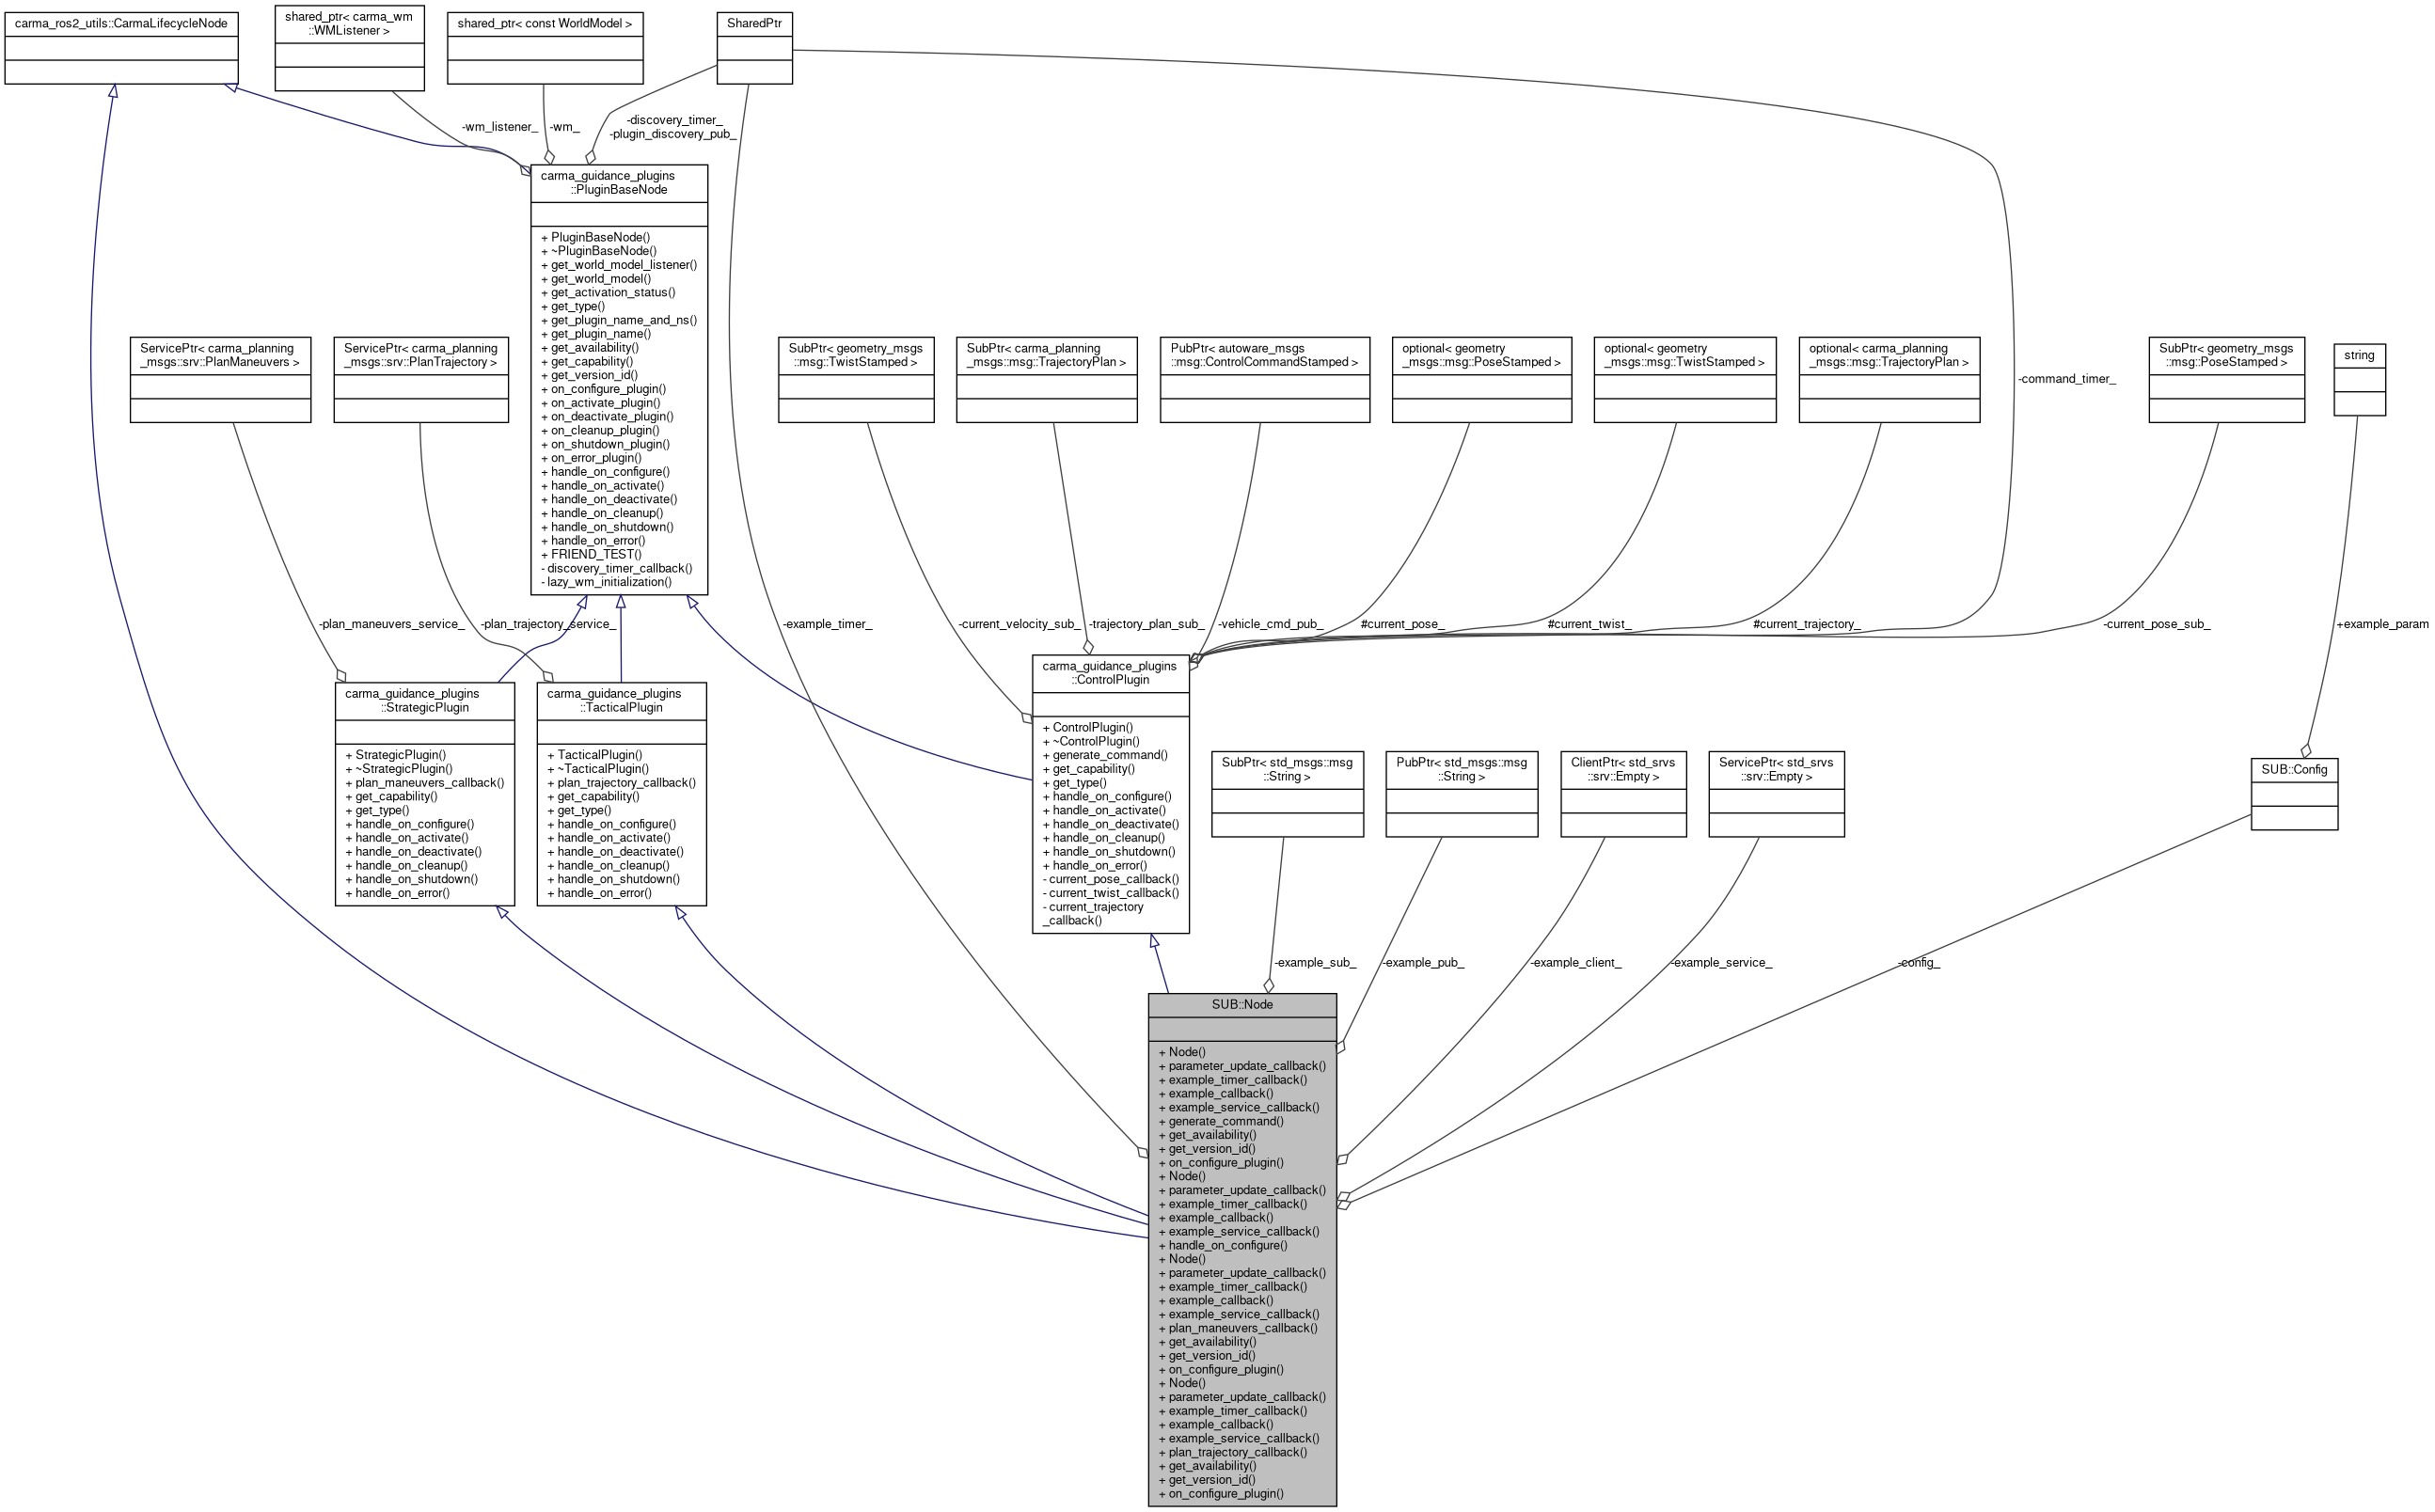 carma_ros2_utils::CarmaLifecycleNode
shared_ptr< carma_wm
::WMListener >
shared_ptr< const WorldModel >
SharedPtr
-wm_listener_
-wm_
-discovery_timer_
-plugin_discovery_pub_
carma_guidance_plugins
::PluginBaseNode
+ PluginBaseNode()
+ ~PluginBaseNode()
+ get_world_model_listener()
+ get_world_model()
+ get_activation_status()
+ get_type()
+ get_plugin_name_and_ns()
+ get_plugin_name()
+ get_availability()
+ get_capability()
+ get_version_id()
+ on_configure_plugin()
+ on_activate_plugin()
+ on_deactivate_plugin()
+ on_cleanup_plugin()
+ on_shutdown_plugin()
+ on_error_plugin()
+ handle_on_configure()
+ handle_on_activate()
+ handle_on_deactivate()
+ handle_on_cleanup()
+ handle_on_shutdown()
+ handle_on_error()
+ FRIEND_TEST()
- discovery_timer_callback()
- lazy_wm_initialization()
ServicePtr< carma_planning
_msgs::srv::PlanManeuvers >
ServicePtr< carma_planning
_msgs::srv::PlanTrajectory >
SubPtr< geometry_msgs
::msg::TwistStamped >
SubPtr< carma_planning
_msgs::msg::TrajectoryPlan >
PubPtr< autoware_msgs
::msg::ControlCommandStamped >
optional< geometry
_msgs::msg::PoseStamped >
optional< geometry
_msgs::msg::TwistStamped >
optional< carma_planning
_msgs::msg::TrajectoryPlan >
-command_timer_
SubPtr< geometry_msgs
::msg::PoseStamped >
string
-plan_maneuvers_service_
-plan_trajectory_service_
-example_timer_
-current_velocity_sub_
-trajectory_plan_sub_
-vehicle_cmd_pub_
#current_pose_
#current_twist_
#current_trajectory_
-current_pose_sub_
+example_param
carma_guidance_plugins
::StrategicPlugin
+ StrategicPlugin()
+ ~StrategicPlugin()
+ plan_maneuvers_callback()
+ get_capability()
+ get_type()
+ handle_on_configure()
+ handle_on_activate()
+ handle_on_deactivate()
+ handle_on_cleanup()
+ handle_on_shutdown()
+ handle_on_error()
carma_guidance_plugins
::TacticalPlugin
+ TacticalPlugin()
+ ~TacticalPlugin()
+ plan_trajectory_callback()
+ get_capability()
+ get_type()
+ handle_on_configure()
+ handle_on_activate()
+ handle_on_deactivate()
+ handle_on_cleanup()
+ handle_on_shutdown()
+ handle_on_error()
carma_guidance_plugins
::ControlPlugin
+ ControlPlugin()
+ ~ControlPlugin()
+ generate_command()
+ get_capability()
+ get_type()
+ handle_on_configure()
+ handle_on_activate()
+ handle_on_deactivate()
+ handle_on_cleanup()
+ handle_on_shutdown()
+ handle_on_error()
- current_pose_callback()
- current_twist_callback()
- current_trajectory
_callback()
SubPtr< std_msgs::msg
::String >
PubPtr< std_msgs::msg
::String >
ClientPtr< std_srvs
::srv::Empty >
ServicePtr< std_srvs
::srv::Empty >
SUB::Config
-example_sub_
-example_pub_
-example_client_
-example_service_
-config_
SUB::Node
+ Node()
+ parameter_update_callback()
+ example_timer_callback()
+ example_callback()
+ example_service_callback()
+ generate_command()
+ get_availability()
+ get_version_id()
+ on_configure_plugin()
+ Node()
+ parameter_update_callback()
+ example_timer_callback()
+ example_callback()
+ example_service_callback()
+ handle_on_configure()
+ Node()
+ parameter_update_callback()
+ example_timer_callback()
+ example_callback()
+ example_service_callback()
+ plan_maneuvers_callback()
+ get_availability()
+ get_version_id()
+ on_configure_plugin()
+ Node()
+ parameter_update_callback()
+ example_timer_callback()
+ example_callback()
+ example_service_callback()
+ plan_trajectory_callback()
+ get_availability()
+ get_version_id()
+ on_configure_plugin()